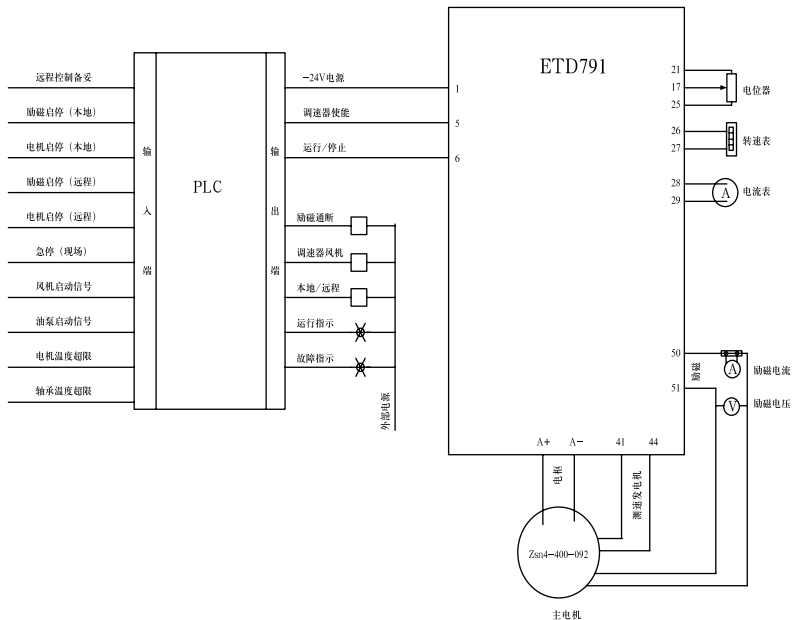 远程控制备妥
励磁启停（本地）
电机启停（本地）
励磁启停（远程）
电机启停（远程）
急停（现场）
风机启动信号
油泵启动信号
电机温度超限
轴承温度超限
输入端
PLC
输出端
-24V电源
调速器使能
运行/停止
励磁通断
调速器风机
本地/远程
运行指示
故障指示
外部电源
ETD791
1
5
6
21
17
25
电位器
26
27
转速表
28
29
A
电流表
50
51
励磁
A
励磁电流
V
励磁电压
A+
A-
41
44
电枢
测速发电机
Zsn4-400-092
主电机